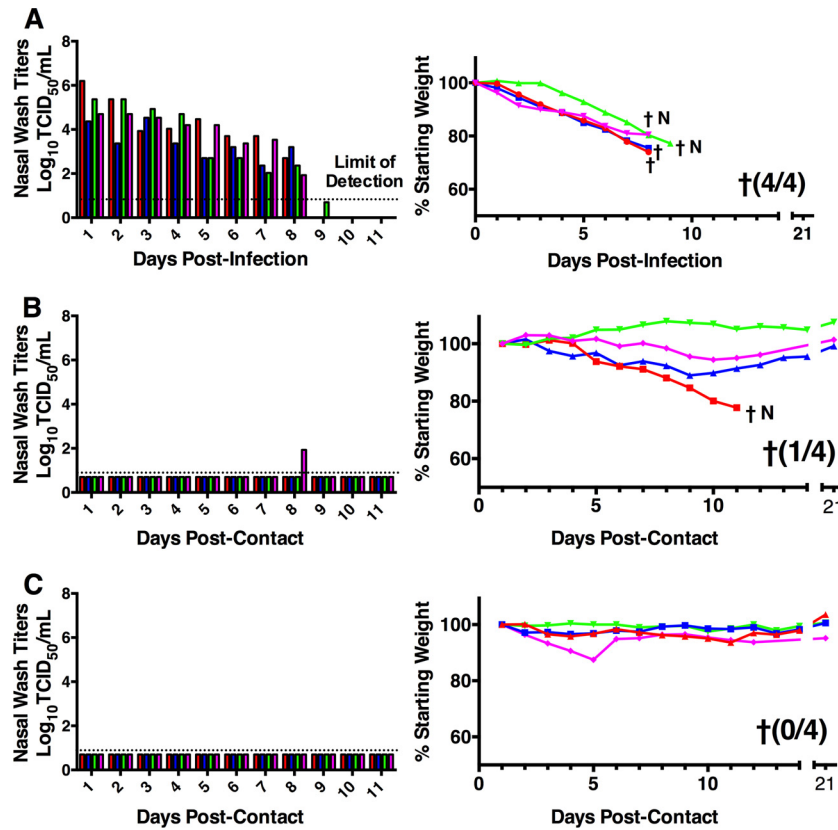 A
Nasal Wash Titers
Log10TCID50/mL
8
6
4
2
0
Limit of
Detection
1 2 3 4 5 6 7 8 9 10 11
Days Post-Infection
% Starting Weight
100
80
60
† N
† N
†
†
†(4/4)
0 5 10 21
Days Post-Infection
B
Nasal Wash Titers
Log10TCID50/mL
8
6
4
2
0
1 2 3 4 5 6 7 8 9 10 11
Days Post-Contact
% Starting Weight
100
80
60
† N
†(1/4)
0 5 10 21
Days Post-Contact
C
Nasal Wash Titers
Log10TCID50/mL
8
6
4
2
0
1 2 3 4 5 6 7 8 9 10 11
Days Post-Contact
% Starting Weight
100
80
60
†(0/4)
0 5 10 21
Days Post-Contact